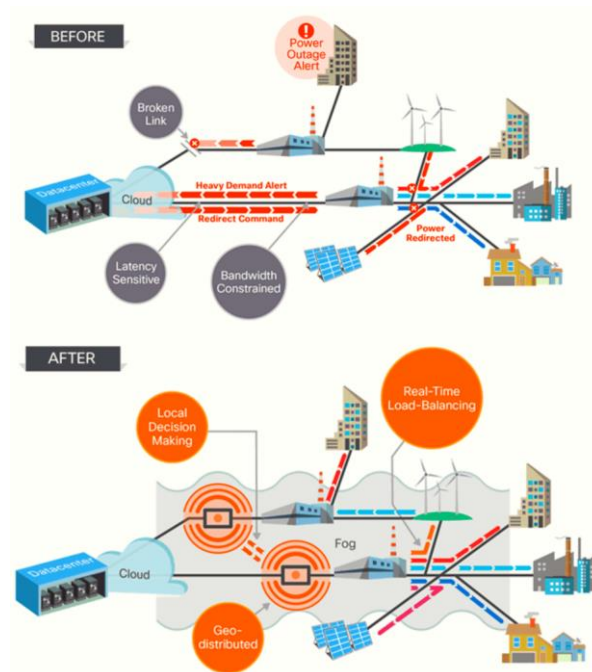 BEFORE
Power
Outage
Alert
Broken
Link
Datacenter
Cloud
Heavy Demand Alert
Redirect Command
Power
Redirected
Latency
Sensitive
Bandwidth
Constrained
AFTER
Real-Time
Load-Balancing
Local
Decision
Making
Fog
Datacenter
Cloud
Geo-
distributed